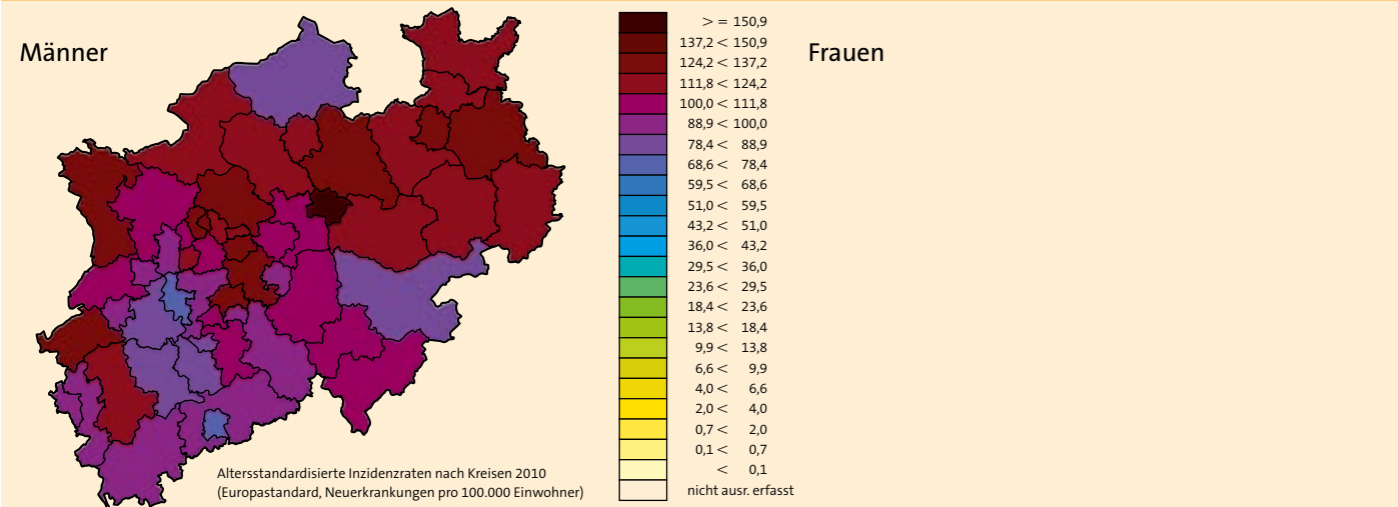 Männer
Frauen
> = 150,9
137,2 < 150,9
124,2 < 137,2
111,8 < 124,2
100,0 < 111,8
88,9 < 100,0
78,4 < 88,9
68,6 < 78,4
59,5 < 68,6
51,0 < 59,5
43,2 < 51,0
36,0 < 43,2
29,5 < 36,0
23,6 < 29,5
18,4 < 23,6
13,8 < 18,4
9,9 < 13,8
6,6 < 9,9
4,0 < 6,6
2,0 < 4,0
0,7 < 2,0
0,1 < 0,7
< 0,1
nicht ausr. erfasst
Altersstandardisierte Inzidenzraten nach Kreisen 2010
(Europastandard, Neuerkrankungen pro 100.000 Einwohner)